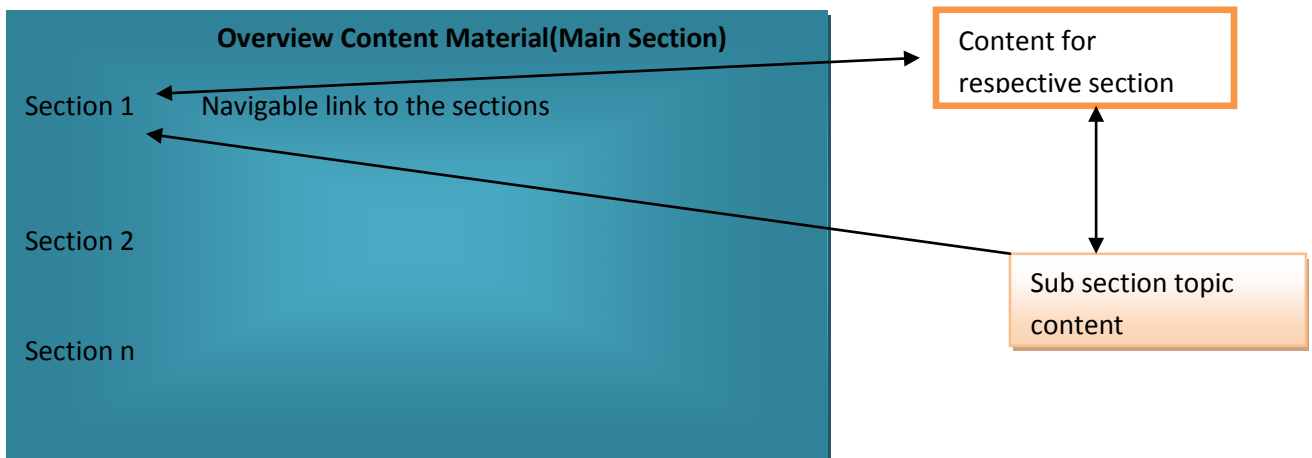 Overview Content Material(Main Section)
Content for
respective section
Section 1
Navigable link to the sections
Section 2
Sub section topic
content
Section n